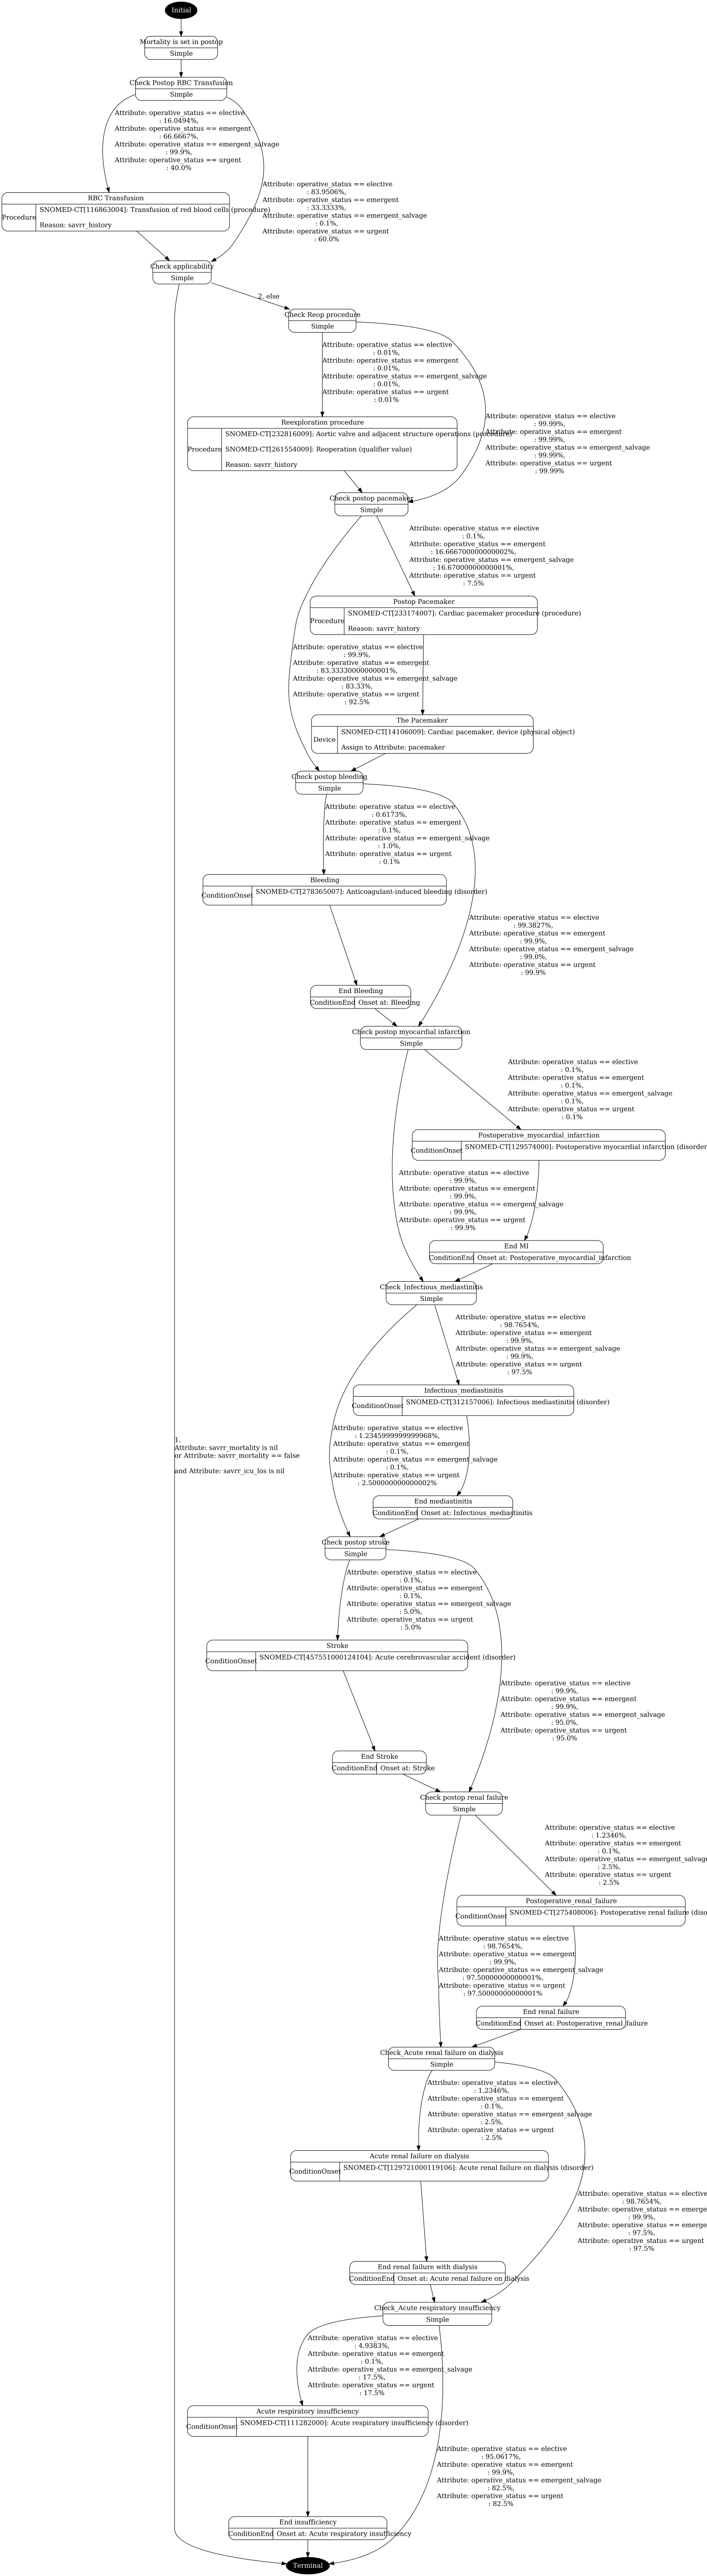 Initial
Mortality is set in postop
Simple
Check Postop RBC Transfusion
Simple
Attribute: operative_status == elective
: 16.0494%,
Attribute: operative_status == emergent
: 66.6667%,
Attribute: operative_status == emergent_salvage
: 99.9%,
Attribute: operative_status == urgent
: 40.0%
Attribute: operative_status == elective
: 83.9506%,
Attribute: operative_status == emergent
: 33.3333%,
Attribute: operative_status == emergent_salvage
: 0.1%,
Attribute: operative_status == urgent
: 60.0%
RBC Transfusion
Procedure
SNOMED-CT[116863004]: Transfusion of red blood cells (procedure)
Reason: savrr_history
Check applicability
Simple
2. else
Check Reop procedure
Simple
Attribute: operative_status == elective
: 0.01%,
Attribute: operative_status == emergent
: 0.01%,
Attribute: operative_status == emergent_salvage
: 0.01%,
Attribute: operative_status == urgent
: 0.01%
Attribute: operative_status == elective
: 99.99%,
Attribute: operative_status == emergent
: 99.99%,
Attribute: operative_status == emergent_salvage
: 99.99%,
Attribute: operative_status == urgent
: 99.99%
Reexploration procedure
Procedure
SNOMED-CT[232816009]: Aortic valve and adjacent structure operations (procedure)
SNOMED-CT[261554009]: Reoperation (qualifier value)
Reason: savrr_history
Check postop pacemaker
Simple
Attribute: operative_status == elective
: 0.1%,
Attribute: operative_status == emergent
: 16.666700000000002%,
Attribute: operative_status == emergent_salvage
: 16.67000000000001%,
Attribute: operative_status == urgent
: 7.5%
Postop Pacemaker
Procedure
SNOMED-CT[233174007]: Cardiac pacemaker procedure (procedure)
Reason: savrr_history
Attribute: operative_status == elective
: 99.9%,
Attribute: operative_status == emergent
: 83.33330000000001%,
Attribute: operative_status == emergent_salvage
: 83.33%,
Attribute: operative_status == urgent
: 92.5%
The Pacemaker
Device
SNOMED-CT[14106009]: Cardiac pacemaker, device (physical object)
Assign to Attribute: pacemaker
Check postop bleeding
Simple
Attribute: operative_status == elective
: 0.6173%,
Attribute: operative_status == emergent
: 0.1%,
Attribute: operative_status == emergent_salvage
: 1.0%,
Attribute: operative_status == urgent
: 0.1%
Bleeding
ConditionOnset
SNOMED-CT[278365007]: Anticoagulant-induced bleeding (disorder)
Attribute: operative_status == elective
: 99.3827%,
Attribute: operative_status == emergent
: 99.9%,
Attribute: operative_status == emergent_salvage
: 99.0%,
Attribute: operative_status == urgent
: 99.9%
End Bleeding
ConditionEnd
Onset at: Bleeding
Check postop myocardial infarction
Simple
Attribute: operative_status == elective
: 0.1%,
Attribute: operative_status == emergent
: 0.1%,
Attribute: operative_status == emergent_salvage
: 0.1%,
Attribute: operative_status == urgent
: 0.1%
Postoperative_myocardial_infarction
ConditionOnset
SNOMED-CT[129574000]: Postoperative myocardial infarction (disorder
Attribute: operative_status == elective
: 99.9%,
Attribute: operative_status == emergent
: 99.9%,
Attribute: operative_status == emergent_salvage
: 99.9%,
Attribute: operative_status == urgent
: 99.9%
End MI
ConditionEnd
Onset at: Postoperative_myocardial_infarction
Check_Infectious_mediastinitis
Simple
Attribute: operative_status == elective
: 98.7654%,
Attribute: operative_status == emergent
: 99.9%,
Attribute: operative_status == emergent_salvage
: 99.9%,
Attribute: operative_status == urgent
: 97.5%
Infectious_mediastinitis
ConditionOnset
SNOMED-CT[312157006]: Infectious mediastinitis (disorder)
Attribute: operative_status == elective
: 1.2345999999999968%,
Attribute: operative_status == emergent
: 0.1%,
Attribute: operative_status == emergent_salvage
: 0.1%,
Attribute: operative_status == urgent
: 2.500000000000002%
1.
Attribute: savrr_mortality is nil
or Attribute: savrr_mortality == false
and Attribute: savrr_icu_los is nil
End mediastinitis
ConditionEnd
Onset at: Infectious_mediastinitis
Check postop stroke
Simple
Attribute: operative_status == elective
: 0.1%,
Attribute: operative_status == emergent
: 0.1%,
Attribute: operative_status == emergent_salvage
: 5.0%,
Attribute: operative_status == urgent
: 5.0%
Stroke
ConditionOnset
SNOMED-CT[457551000124104]: Acute cerebrovascular accident (disorder)
Attribute: operative_status == elective
: 99.9%,
Attribute: operative_status == emergent
: 99.9%,
Attribute: operative_status == emergent_salvage
: 95.0%,
Attribute: operative_status == urgent
: 95.0%
End Stroke
ConditionEnd
Onset at: Stroke
Check postop renal failure
Simple
Attribute: operative_status == elective
: 1.2346%,
Attribute: operative_status == emergent
: 0.1%,
Attribute: operative_status == emergent_salvage
: 2.5%,
Attribute: operative_status == urgent
: 2.5%
Postoperative_renal_failure
ConditionOnset
SNOMED-CT[275408006]: Postoperative renal failure (diso
Attribute: operative_status == elective
: 98.7654%,
Attribute: operative_status == emergent
: 99.9%,
Attribute: operative_status == emergent_salvage
: 97.50000000000001%,
Attribute: operative_status == urgent
: 97.50000000000001%
End renal failure
ConditionEnd
Onset at: Postoperative_renal_failure
Check_Acute renal failure on dialysis
Simple
Attribute: operative_status == elective
: 1.2346%,
Attribute: operative_status == emergent
: 0.1%,
Attribute: operative_status == emergent_salvage
: 2.5%,
Attribute: operative_status == urgent
: 2.5%
Acute renal failure on dialysis
ConditionOnset
SNOMED-CT[129721000119106]: Acute renal failure on dialysis (disorder)
Attribute: operative_status == elective
: 98.7654%,
Attribute: operative_status == emerge
: 99.9%,
Attribute: operative_status == emerge
: 97.5%,
Attribute: operative_status == urgent
: 97.5%
End renal failure with dialysis
ConditionEnd
Onset at: Acute renal failure on dialysis
Check_Acute respiratory insufficiency
Simple
Attribute: operative_status == elective
: 4.9383%,
Attribute: operative_status == emergent
: 0.1%,
Attribute: operative_status == emergent_salvage
: 17.5%,
Attribute: operative_status == urgent
: 17.5%
Acute respiratory insufficiency
ConditionOnset
SNOMED-CT[111282000]: Acute respiratory insufficiency (disorder)
Attribute: operative_status == elective
: 95.0617%,
Attribute: operative_status == emergent
: 99.9%,
Attribute: operative_status == emergent_salvage
: 82.5%,
Attribute: operative_status == urgent
: 82.5%
End insufficiency
ConditionEnd
Onset at: Acute respiratory insufficiency
Terminal